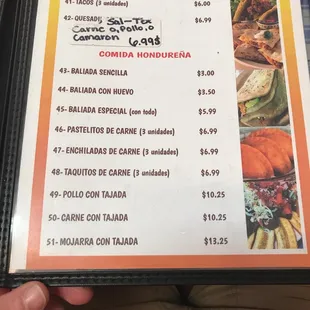 41- TACOS (3 unidades) $6.00
42- QUESADI $6.99
Sal-Tex
Carne o, Pollo, o
Camaron 6.99$
COMIDA HONDUREÑA
43- BALIADA SENCILLA $3.00
44- BALIADA CON HUEVO $3.50
45- BALIADA ESPECIAL (con todo) $5.99
46- PASTELITOS DE CARNE (3 unidades) $6.99
47- ENCHILADAS DE CARNE (3 unidades) $6.99
48- TAQUITOS DE CARNE (3 unidades) $6.99
49- POLLO CON TAJADA $10.25
50- CARNE CON TAJADA $10.25
51- MOJARRA CON TAJADA $13.25